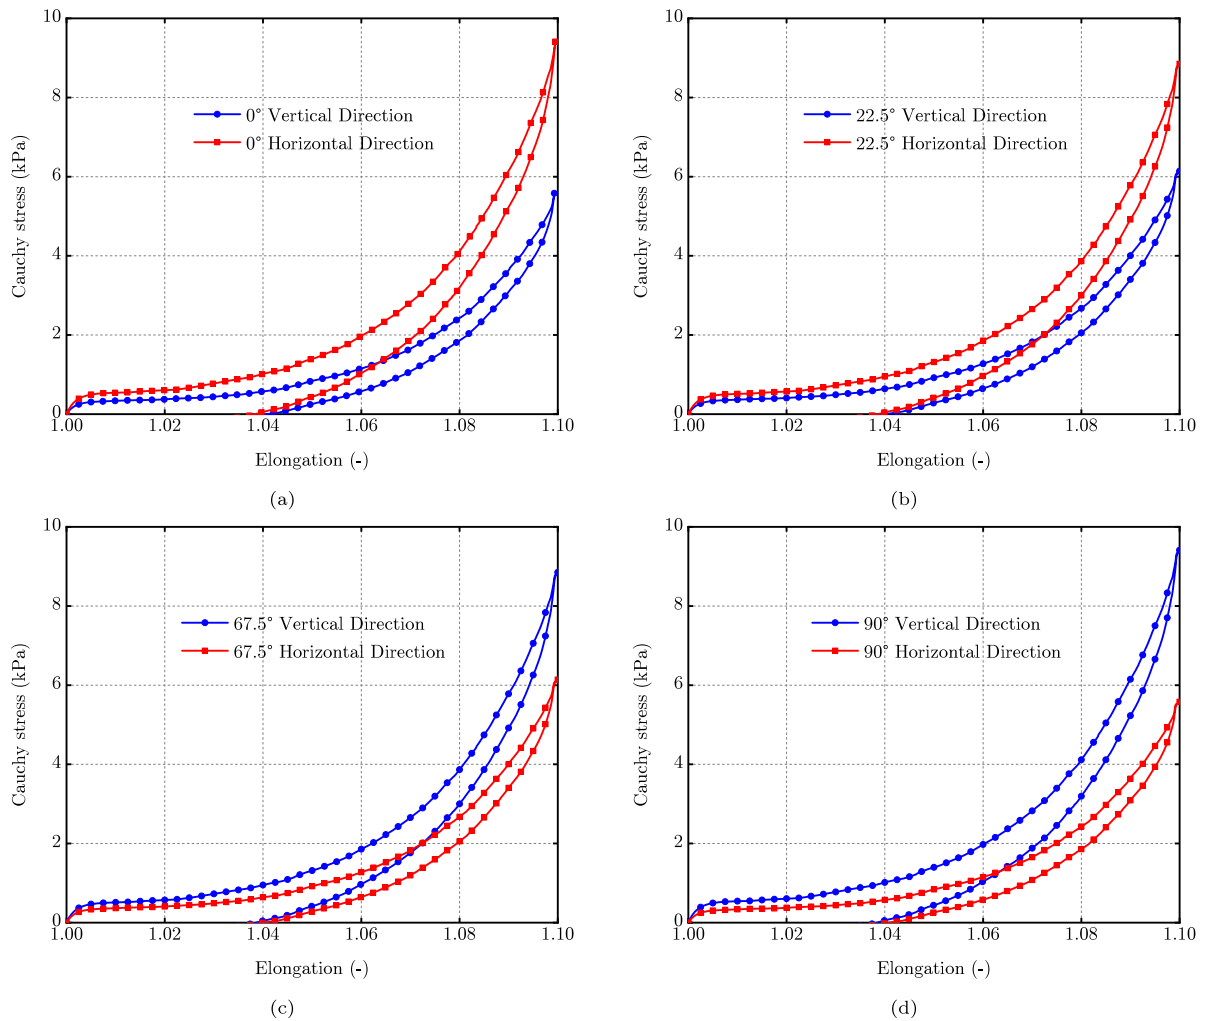 10
8
6
4
2
0
Cauchy stress (kPa)
0° Vertical Direction
0° Horizontal Direction
1.00 1.02 1.04 1.06 1.08 1.10
Elongation (-)
(a)
10
8
6
4
2
0
Cauchy stress (kPa)
22.5° Vertical Direction
22.5° Horizontal Direction
1.00 1.02 1.04 1.06 1.08 1.10
Elongation (-)
(b)
10
8
6
4
2
0
Cauchy stress (kPa)
67.5° Vertical Direction
67.5° Horizontal Direction
1.00 1.02 1.04 1.06 1.08 1.10
Elongation (-)
(c)
10
8
6
4
2
0
Cauchy stress (kPa)
90° Vertical Direction
90° Horizontal Direction
1.00 1.02 1.04 1.06 1.08 1.10
Elongation (-)
(d)